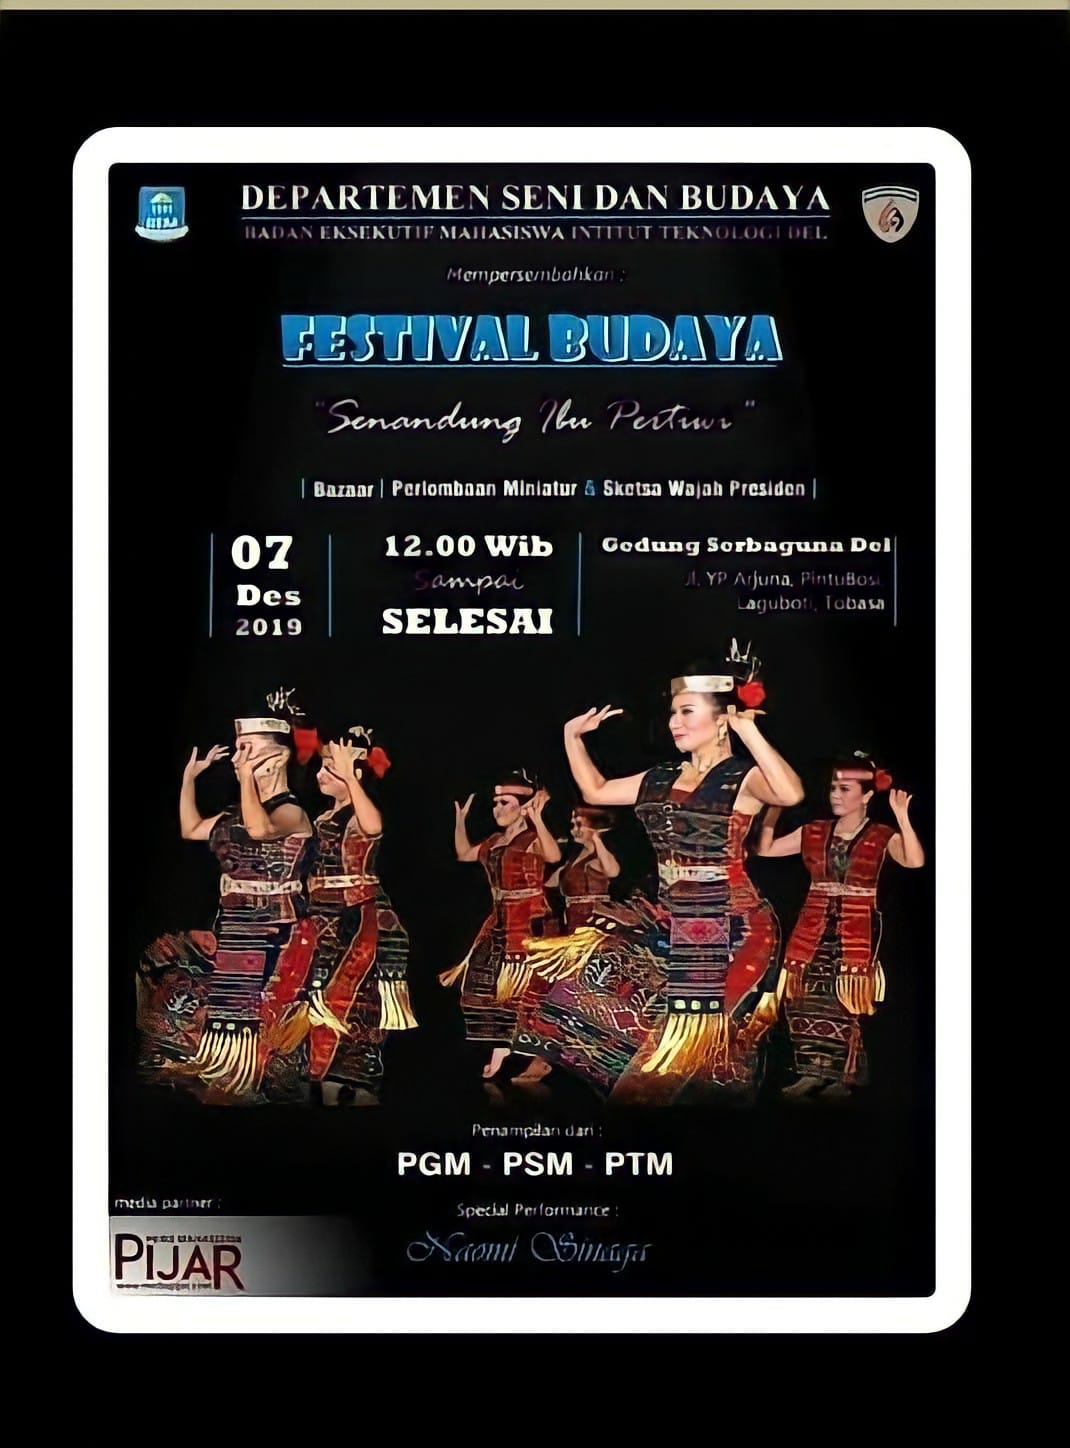 DEPARTEMEN SENI DAN BUDAYA
BADAN EKSEKUTIF MAHASISWA INTITUT TEKNOLOGI DEL
Mempersembahkan :
FESTIVAL BUDAYA
"Senandung Ibu Pertiwi"
| Bazaar | Perlombaan Miniatur & Sketsa Wajah Presiden |
07
Des
2019
12.00 Wib
Sampai
SELESAI
Gedung Serbaguna Del
Jl. YP Arjuna, PintuBosi
Laguboti, Tobasa
Penampilan dari :
PGM - PSM - PTM
media partner :
PIJAR
Special Performance :
Naomi Sinaga